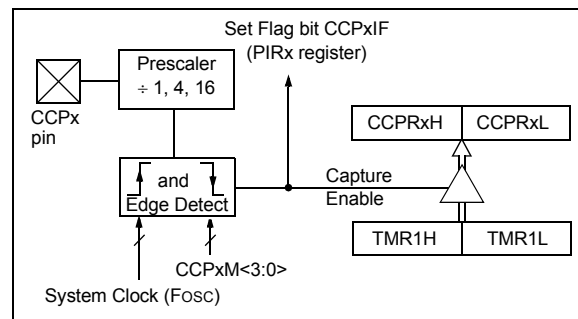 Set Flag bit CCPxIF
(PIRx register)
Prescaler
÷ 1, 4, 16
CCPx
pin
CCPRxH CCPRxL
and
Edge Detect
Capture
Enable
TMR1H TMR1L
CCPxM<3:0>
System Clock (FOSC)